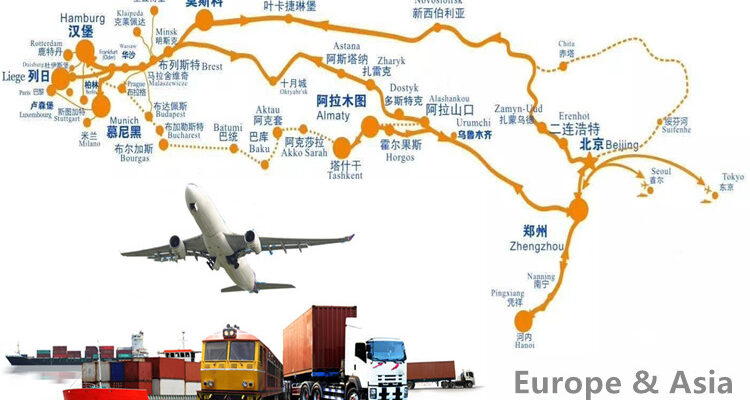 莫斯科
Novosibirsk
叶卡捷琳堡
新西伯利亚
Klaipeda
克莱佩达
Hamburg
汉堡
Rotterdam
鹿特丹
Duisburg 杜伊斯堡
Frankfurt
(Oder)
Warsaw
华沙
Minsk
明斯克
布列斯特 Brest
马拉舍维奇
Malaszewicze
Liege 列日
Paris 巴黎
柏林
Prague
布拉格
卢森堡
Luxembourg
斯图加特
Stuttgart
Munich
慕尼黑
米兰
Milano
布达佩斯
Budapest
布加勒斯特
Bucharest
布尔加斯
Bourgas
Batumi
巴统
巴库
Baku
Aktau
阿克套
阿克莎拉
Akko Sarah
十月城
Oktyabr'sk
Astana
阿斯塔纳
Zharyk
扎雷克
Dostyk
多斯特克
阿拉木图
Almaty
Alashankou
阿拉山口
Urumchi
乌鲁木齐
霍尔果斯
Horgos
塔什干
Tashkent
Chita
赤塔
Zamyn-Uud
扎蒙乌德
Erenhot
二连浩特
绥芬河
Suifenhe
北京Beijing
Seoul
首尔
Tokyo
东京
郑州
Zhengzhou
Nanning
南宁
Pingxiang
凭祥
河内
Hanoi
Europe & Asia